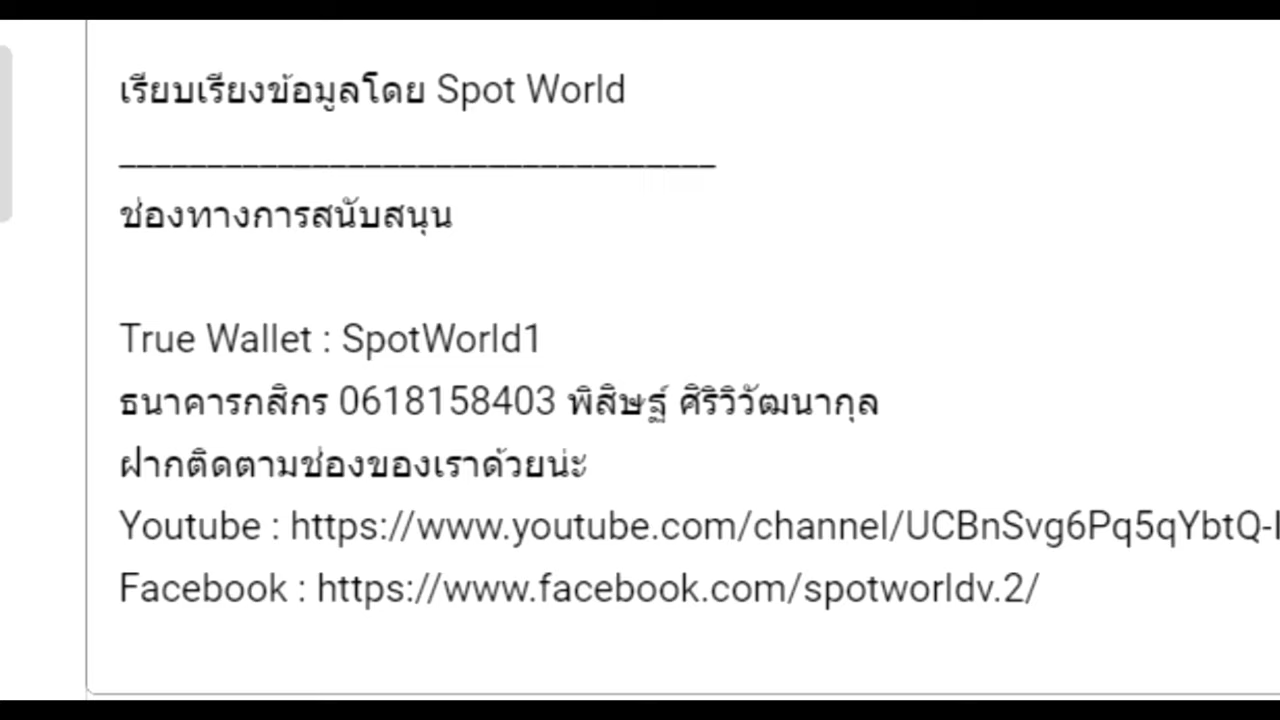 เรียบเรียงข้อมูลโดย Spot World
__________________________________
ช่องทางการสนับสนุน
True Wallet : SpotWorld1
ธนาคารกสิกร 0618158403 พิสิษฐ์ ศิริวิวัฒนากุล
ฝากติดตามช่องของเราด้วยน่ะ
Youtube : https://www.youtube.com/channel/UCBnSvg6Pq5qYbtQ-
Facebook : https://www.facebook.com/spotworldv.2/